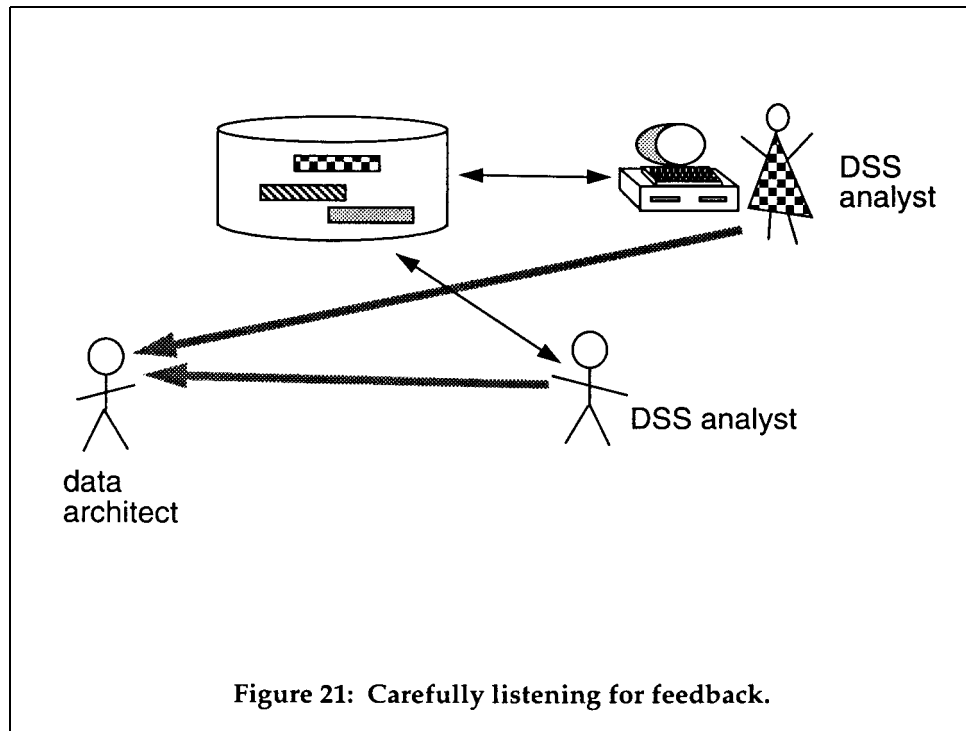 DSS
analyst
DSS analyst
data
architect
Figure 21: Carefully listening for feedback.